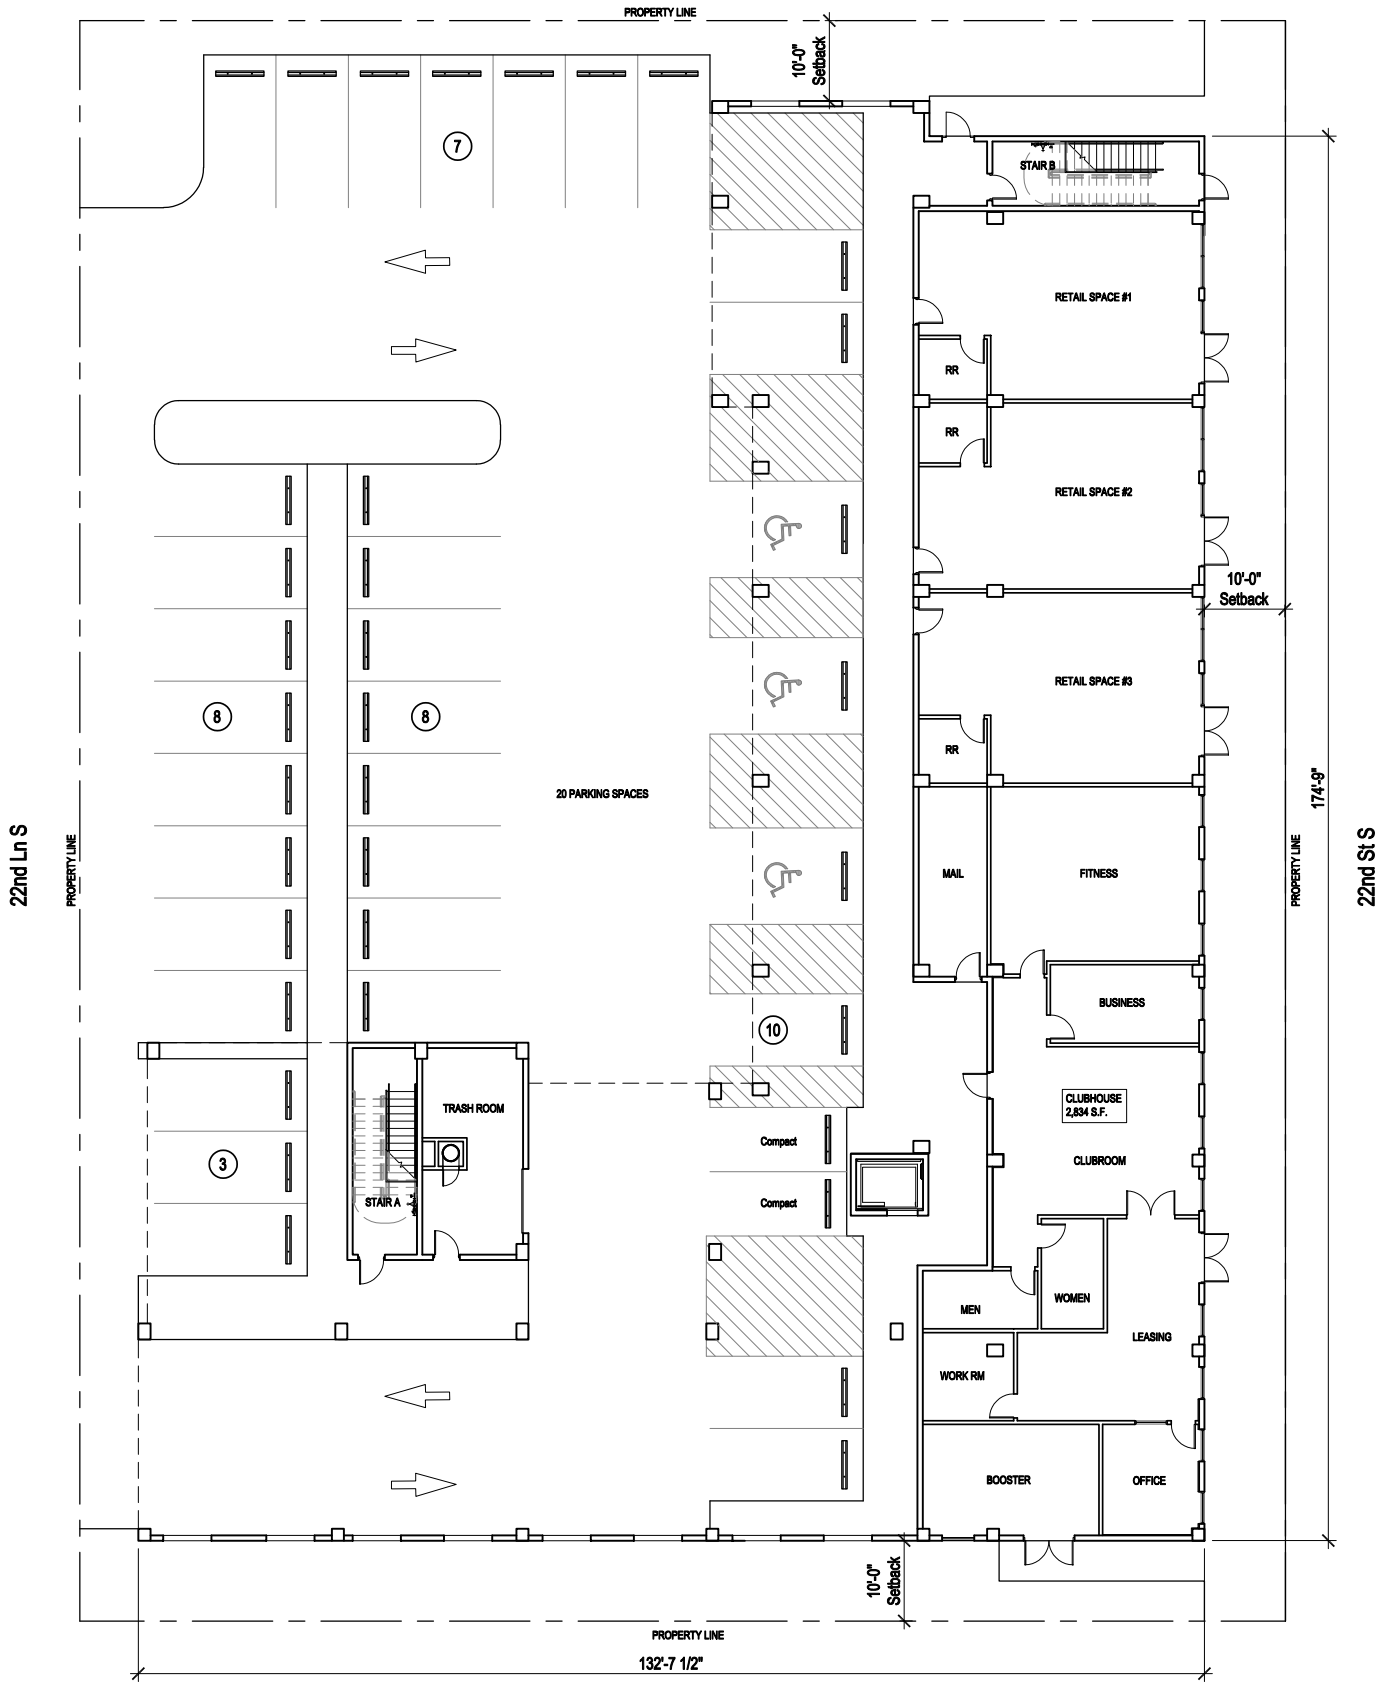 PROPERTY LINE
10'-0"
Setback
7
STAIR B
RETAIL SPACE #1
RR
RR
RETAIL SPACE #2
10'-0"
Setback
RETAIL SPACE #3
8
8
RR
20 PARKING SPACES
174'-9"
22nd Ln S
PROPERTY LINE
PROPERTY LINE
22nd St S
MAIL
FITNESS
BUSINESS
10
CLUBHOUSE
2,834 S.F.
TRASH ROOM
Compact
CLUBROOM
3
STAIR A
Compact
WOMEN
MEN
LEASING
WORK RM
BOOSTER
OFFICE
10'-0"
Setback
PROPERTY LINE
132'-7 1/2"